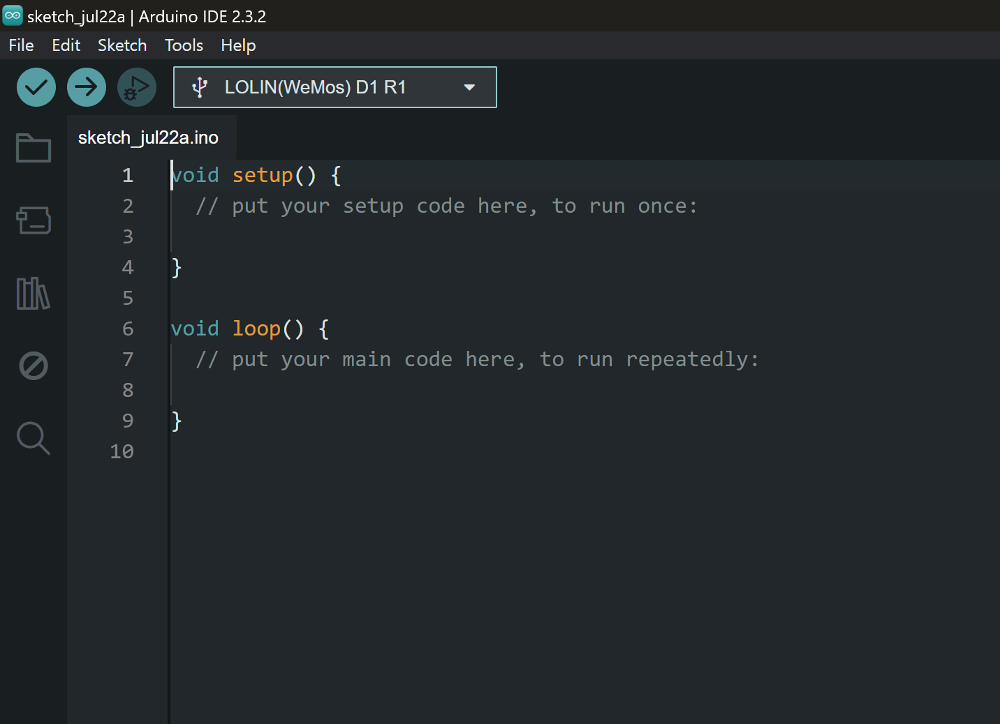 sketch_jul22a | Arduino IDE 2.3.2
File Edit Sketch Tools Help
LOLIN(WeMos) D1 R1
sketch_jul22a.ino
1 void setup() {
2   // put your setup code here, to run once:
3
4 }
5
6 void loop() {
7   // put your main code here, to run repeatedly:
8
9 }
10